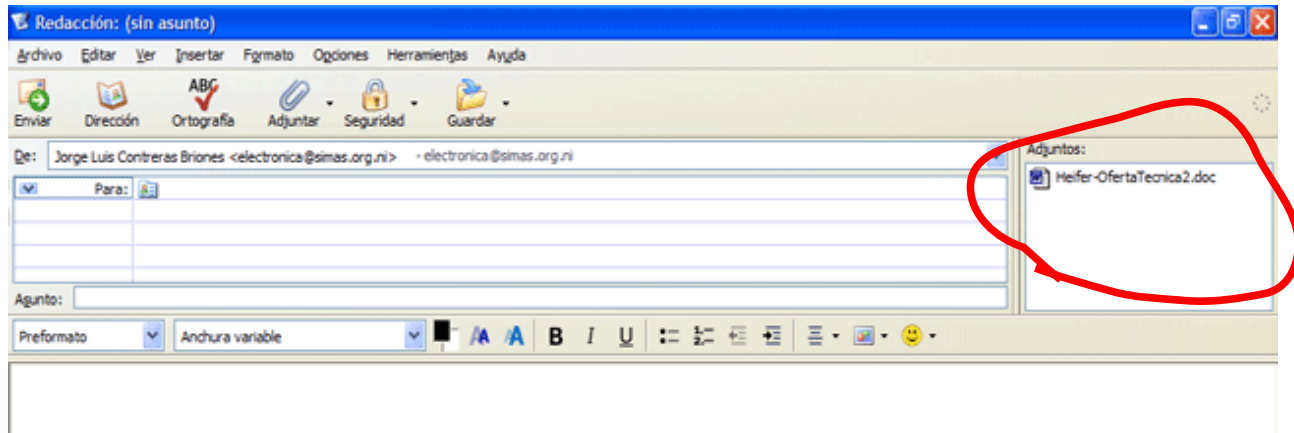 Redacción: (sin asunto)
Archivo Editar Ver Insertar Formato Opciones Herramientas Ayuda
ABC
Enviar Dirección Ortografía Adjuntar Seguridad Guardar
De: Jorge Luis Contreras Briones <electronica@simas.org.ni> - electronica@simas.org.ni
Adjuntos:
Heifer-OfertaTecnica2.doc
Para:
Asunto:
Preformato Anchura variable A A B I U